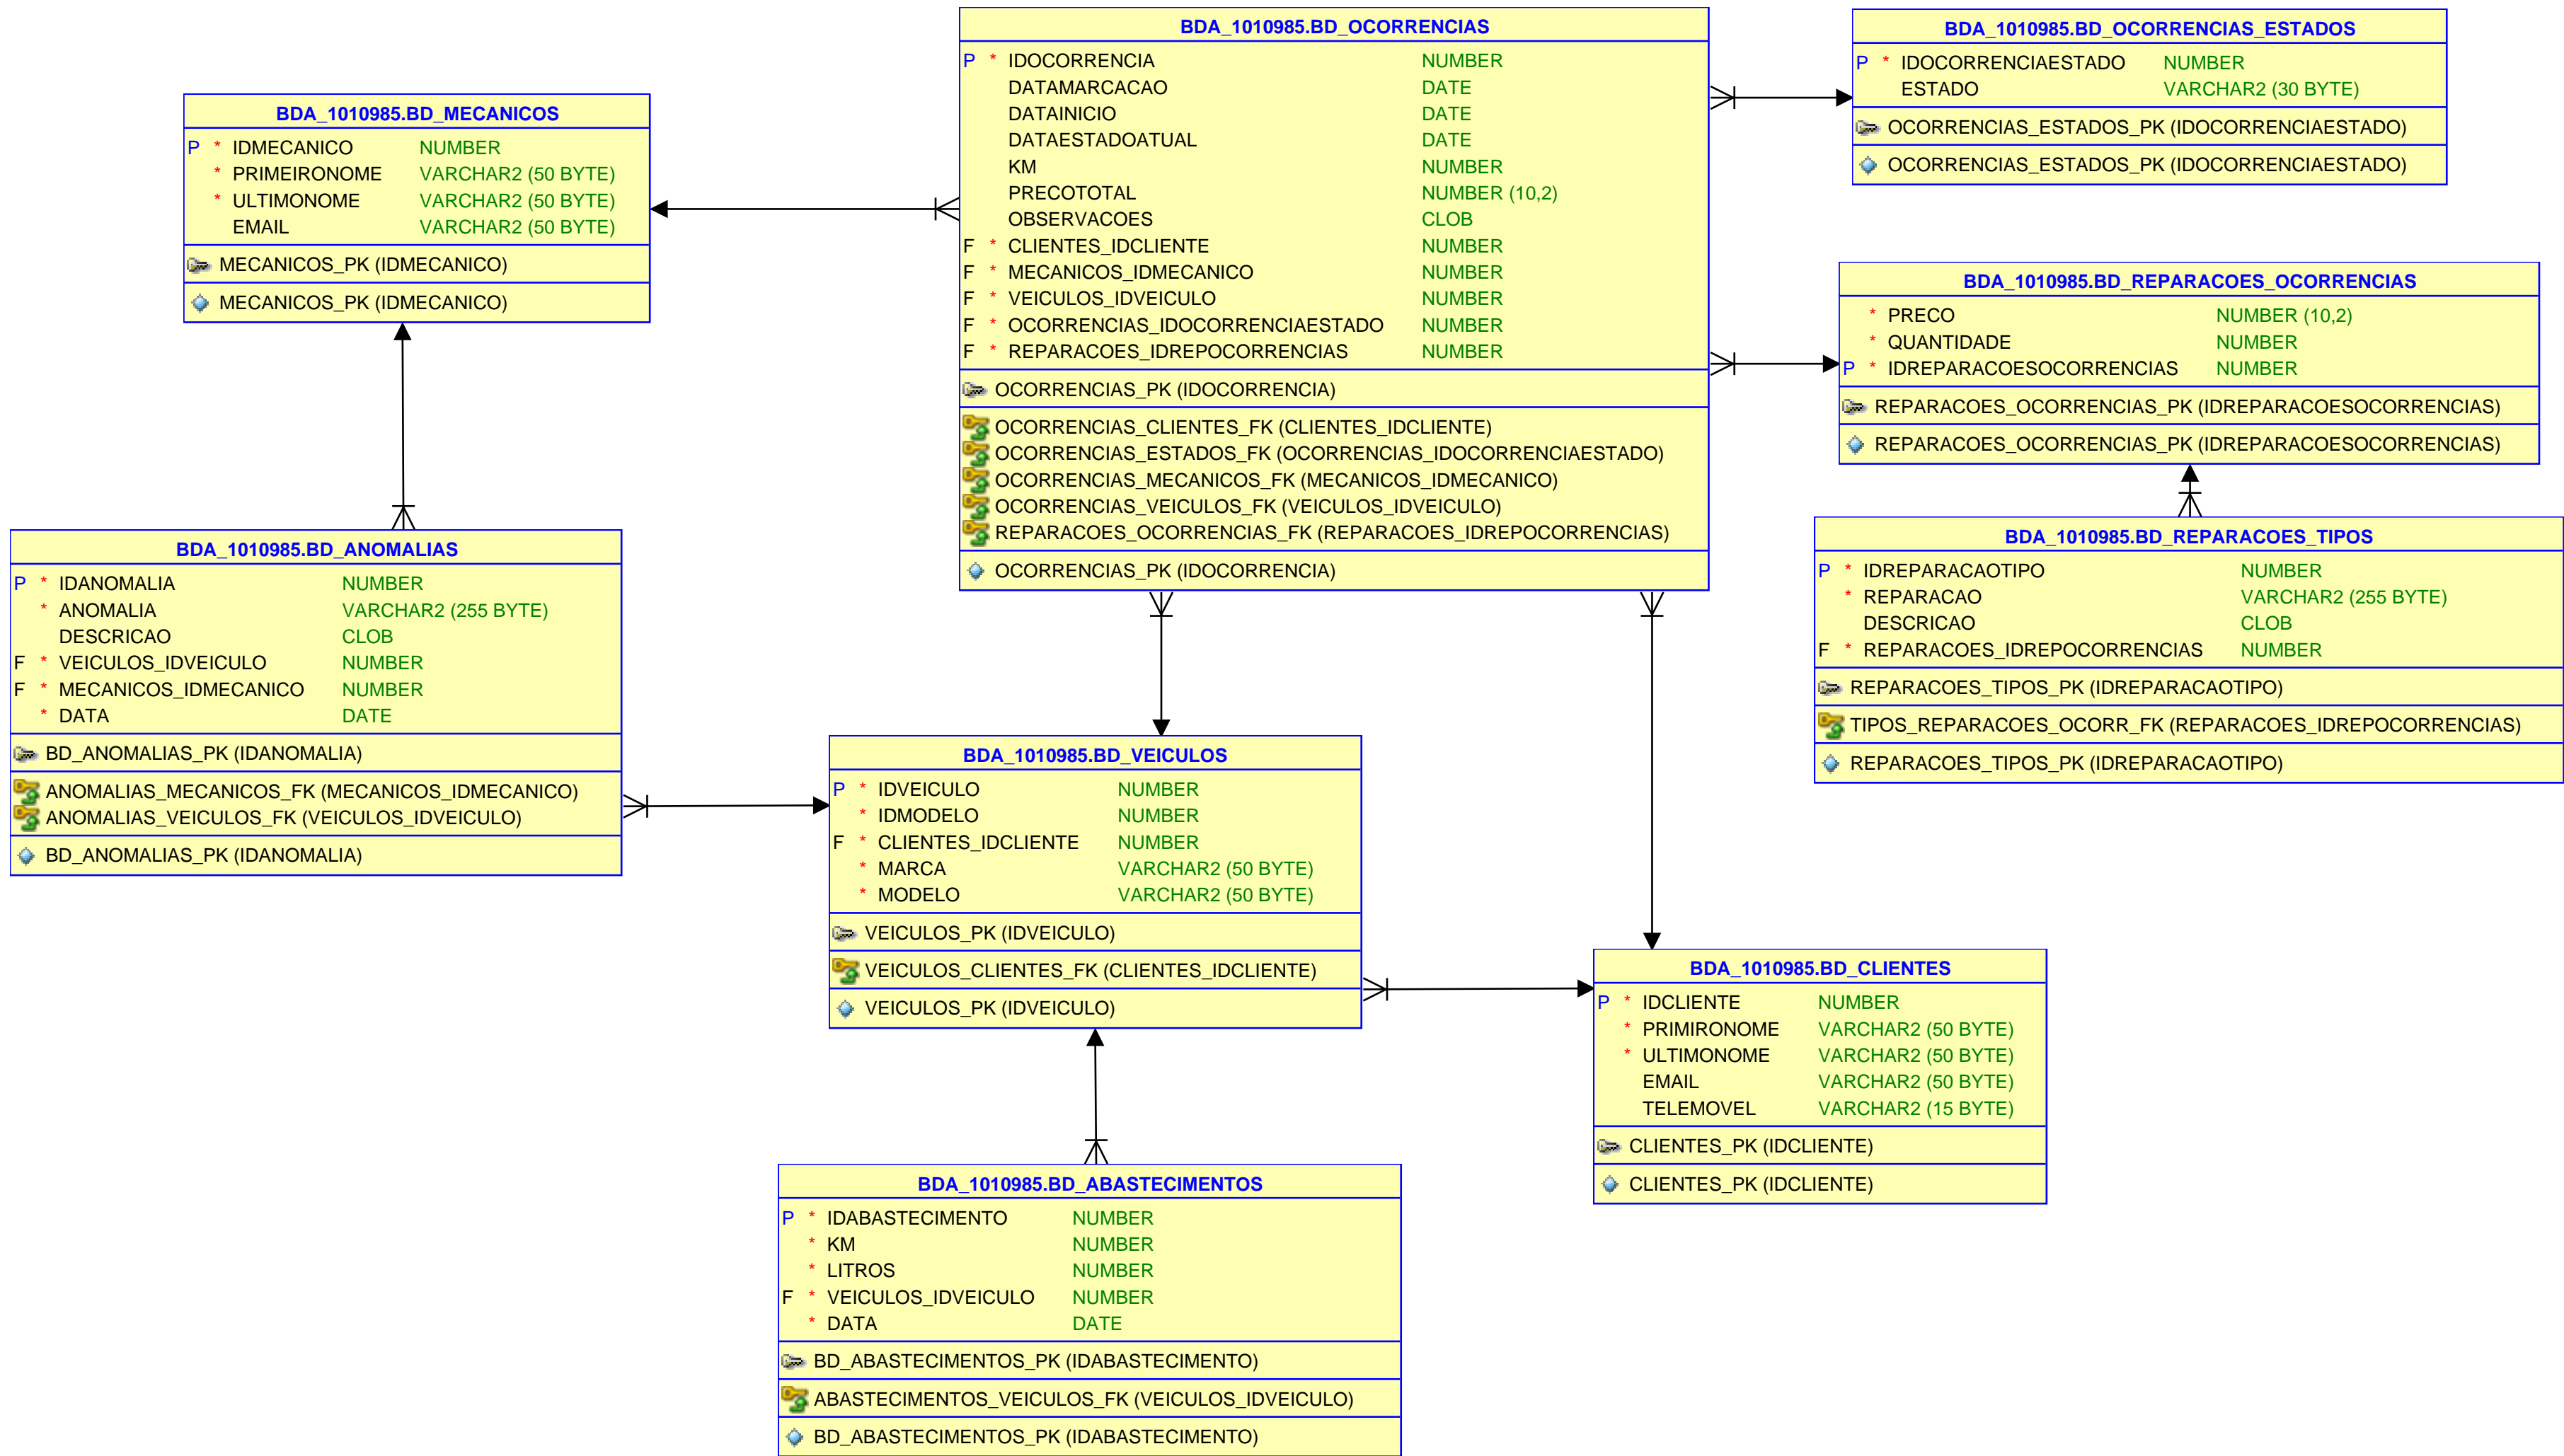 BDA_1010985.BD_OCORRENCIAS
P * IDOCORRENCIA NUMBER
DATAMARCACAO DATE
DATAINICIO DATE
DATAESTADOATUAL DATE
KM NUMBER
PRECOTOTAL NUMBER (10,2)
OBSERVACOES CLOB
F * CLIENTES_IDCLIENTE NUMBER
F * MECANICOS_IDMECANICO NUMBER
F * VEICULOS_IDVEICULO NUMBER
F * OCORRENCIAS_IDOCORRENCIAESTADO NUMBER
F * REPARACOES_IDREPOCORRENCIAS NUMBER
OCORRENCIAS_PK (IDOCORRENCIA)
OCORRENCIAS_CLIENTES_FK (CLIENTES_IDCLIENTE)
OCORRENCIAS_ESTADOS_FK (OCORRENCIAS_IDOCORRENCIAESTADO)
OCORRENCIAS_MECANICOS_FK (MECANICOS_IDMECANICO)
OCORRENCIAS_VEICULOS_FK (VEICULOS_IDVEICULO)
REPARACOES_OCORRENCIAS_FK (REPARACOES_IDREPOCORRENCIAS)
OCORRENCIAS_PK (IDOCORRENCIA)
BDA_1010985.BD_OCORRENCIAS_ESTADOS
P * IDOCORRENCIAESTADO NUMBER
ESTADO VARCHAR2 (30 BYTE)
OCORRENCIAS_ESTADOS_PK (IDOCORRENCIAESTADO)
OCORRENCIAS_ESTADOS_PK (IDOCORRENCIAESTADO)
BDA_1010985.BD_MECANICOS
P * IDMECANICO NUMBER
* PRIMEIRONOME VARCHAR2 (50 BYTE)
* ULTIMONOME VARCHAR2 (50 BYTE)
EMAIL VARCHAR2 (50 BYTE)
MECANICOS_PK (IDMECANICO)
MECANICOS_PK (IDMECANICO)
BDA_1010985.BD_REPARACOES_OCORRENCIAS
* PRECO NUMBER (10,2)
* QUANTIDADE NUMBER
P * IDREPARACOESOCORRENCIAS NUMBER
REPARACOES_OCORRENCIAS_PK (IDREPARACOESOCORRENCIAS)
REPARACOES_OCORRENCIAS_PK (IDREPARACOESOCORRENCIAS)
BDA_1010985.BD_REPARACOES_TIPOS
P * IDREPARACAOTIPO NUMBER
* REPARACAO VARCHAR2 (255 BYTE)
DESCRICAO CLOB
F * REPARACOES_IDREPOCORRENCIAS NUMBER
REPARACOES_TIPOS_PK (IDREPARACAOTIPO)
TIPOS_REPARACOES_OCORR_FK (REPARACOES_IDREPOCORRENCIAS)
REPARACOES_TIPOS_PK (IDREPARACAOTIPO)
BDA_1010985.BD_ANOMALIAS
P * IDANOMALIA NUMBER
* ANOMALIA VARCHAR2 (255 BYTE)
DESCRICAO CLOB
F * VEICULOS_IDVEICULO NUMBER
F * MECANICOS_IDMECANICO NUMBER
* DATA DATE
BD_ANOMALIAS_PK (IDANOMALIA)
ANOMALIAS_MECANICOS_FK (MECANICOS_IDMECANICO)
ANOMALIAS_VEICULOS_FK (VEICULOS_IDVEICULO)
BD_ANOMALIAS_PK (IDANOMALIA)
BDA_1010985.BD_VEICULOS
P * IDVEICULO NUMBER
* IDMODELO NUMBER
F * CLIENTES_IDCLIENTE NUMBER
* MARCA VARCHAR2 (50 BYTE)
* MODELO VARCHAR2 (50 BYTE)
VEICULOS_PK (IDVEICULO)
VEICULOS_CLIENTES_FK (CLIENTES_IDCLIENTE)
VEICULOS_PK (IDVEICULO)
BDA_1010985.BD_CLIENTES
P * IDCLIENTE NUMBER
* PRIMIRONOME VARCHAR2 (50 BYTE)
* ULTIMONOME VARCHAR2 (50 BYTE)
EMAIL VARCHAR2 (50 BYTE)
TELEMOVEL VARCHAR2 (15 BYTE)
CLIENTES_PK (IDCLIENTE)
CLIENTES_PK (IDCLIENTE)
BDA_1010985.BD_ABASTECIMENTOS
P * IDABASTECIMENTO NUMBER
* KM NUMBER
* LITROS NUMBER
F * VEICULOS_IDVEICULO NUMBER
* DATA DATE
BD_ABASTECIMENTOS_PK (IDABASTECIMENTO)
ABASTECIMENTOS_VEICULOS_FK (VEICULOS_IDVEICULO)
BD_ABASTECIMENTOS_PK (IDABASTECIMENTO)